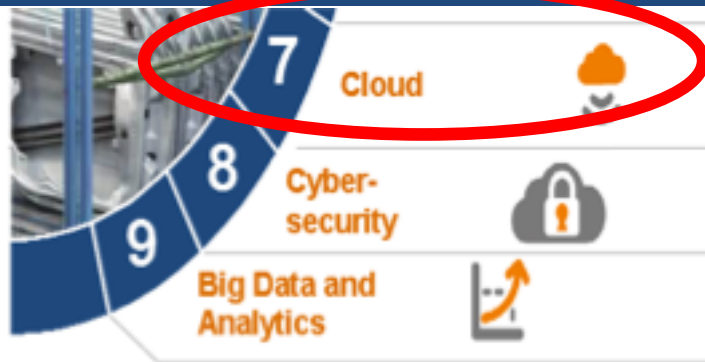 7
Cloud
8
Cyber-
security
9
Big Data and
Analytics